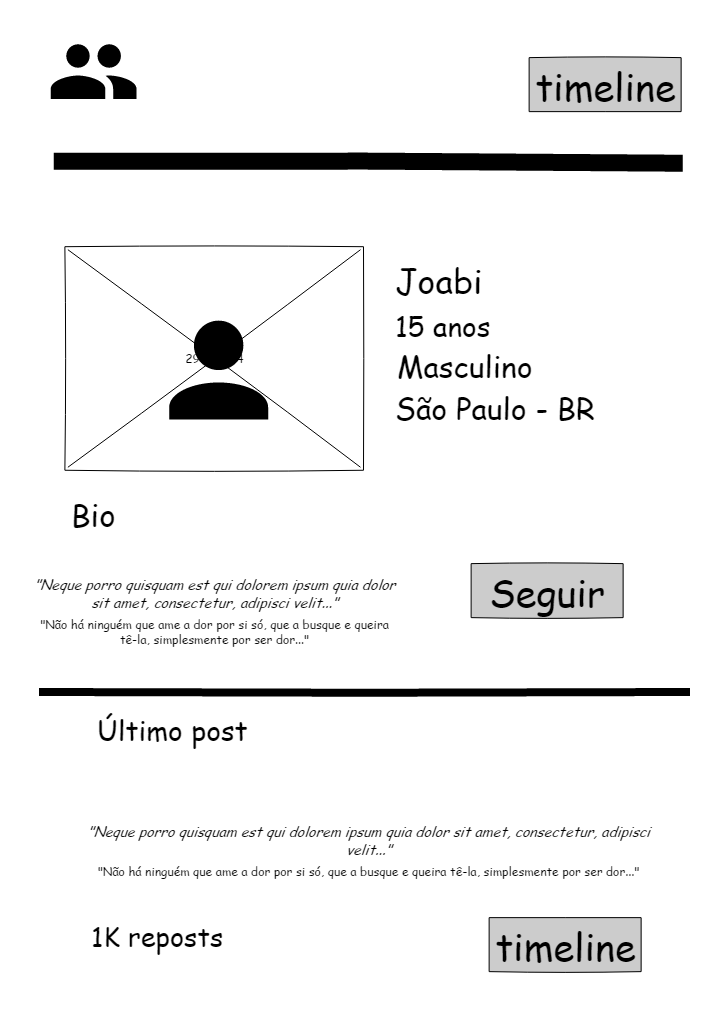 timeline
Joabi
15 anos
Masculino
São Paulo - BR
Bio
"Neque porro quisquam est qui dolorem ipsum quia dolor
sit amet, consectetur, adipisci velit..."
"Não há ninguém que ame a dor por si só, que a busque e queira
tê-la, simplesmente por ser dor..."
Seguir
Último post
"Neque porro quisquam est qui dolorem ipsum quia dolor sit amet, consectetur, adipisci
velit..."
"Não há ninguém que ame a dor por si só, que a busque e queira tê-la, simplesmente por ser dor..."
1K reposts
timeline